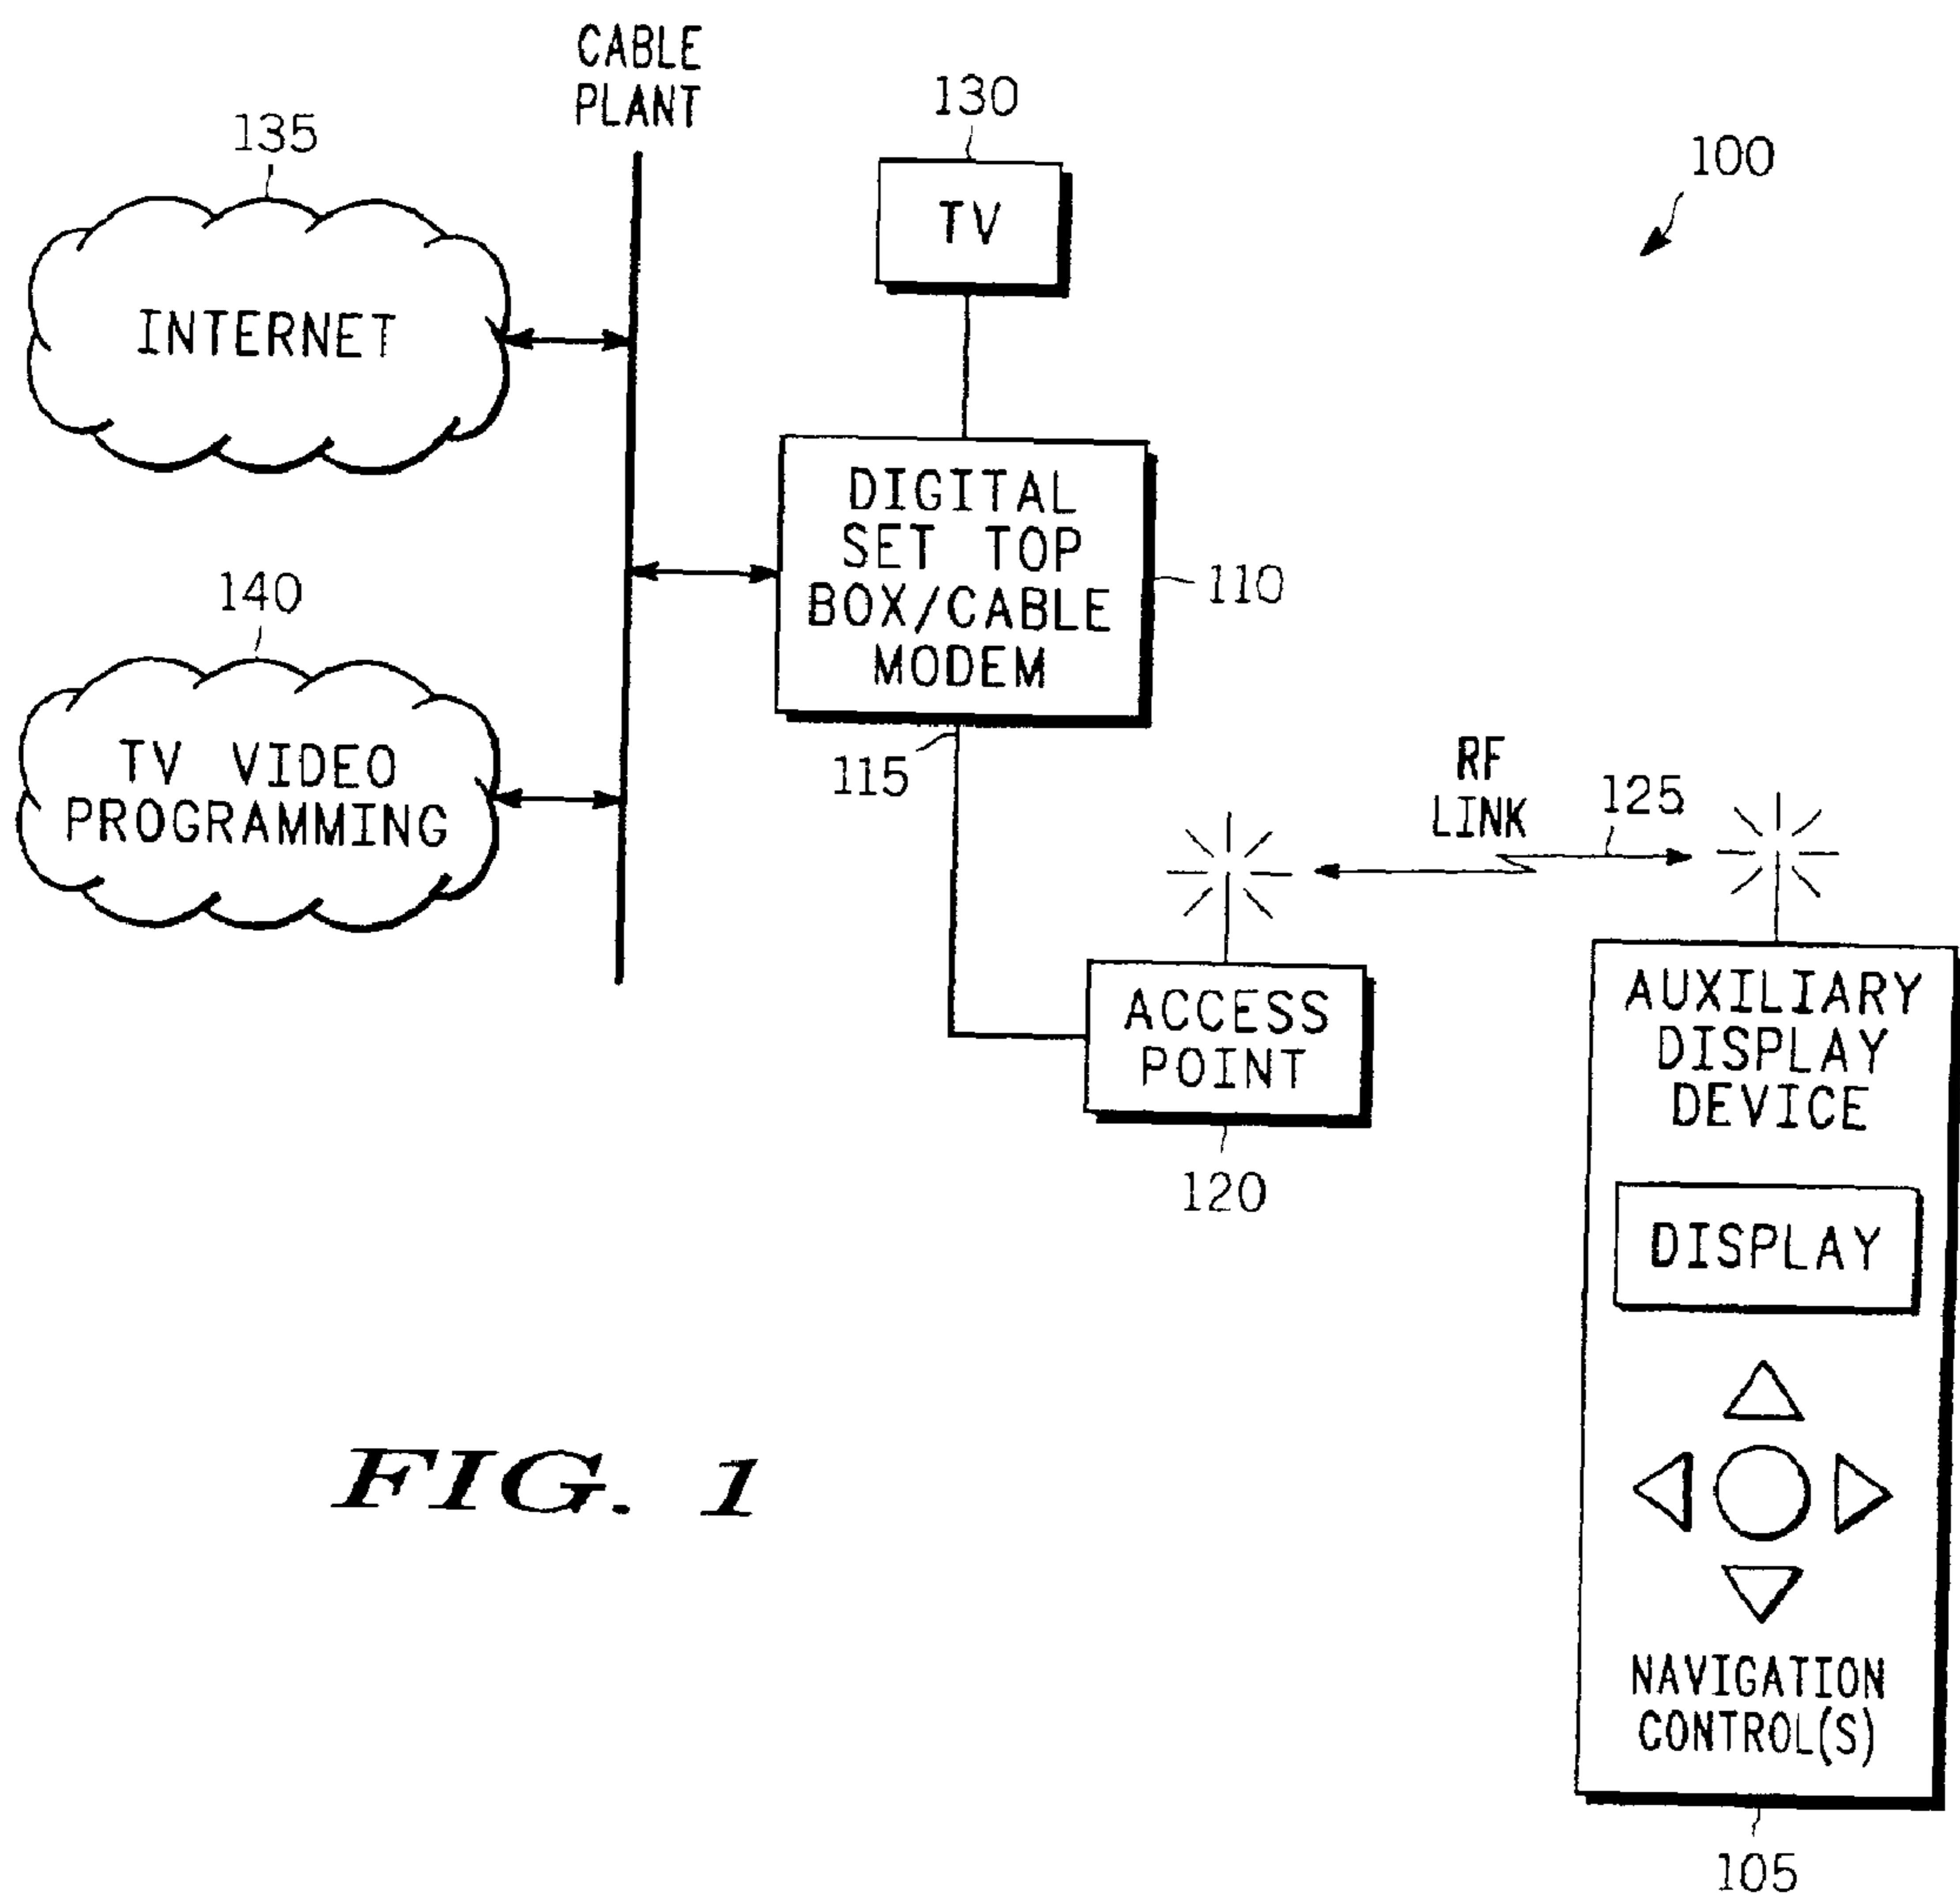 CABLE
PLANT
130
135
100
TV
INTERNET
DIGITAL
SET TOP
BOX/CABLE
MODEM
110
140
TV VIDEO
PROGRAMMING
115
RF
LINK
125
ACCESS
POINT
120
AUXILIARY
DISPLAY
DEVICE
DISPLAY
NAVIGATION
CONTROL(S)
105
FIG. 1